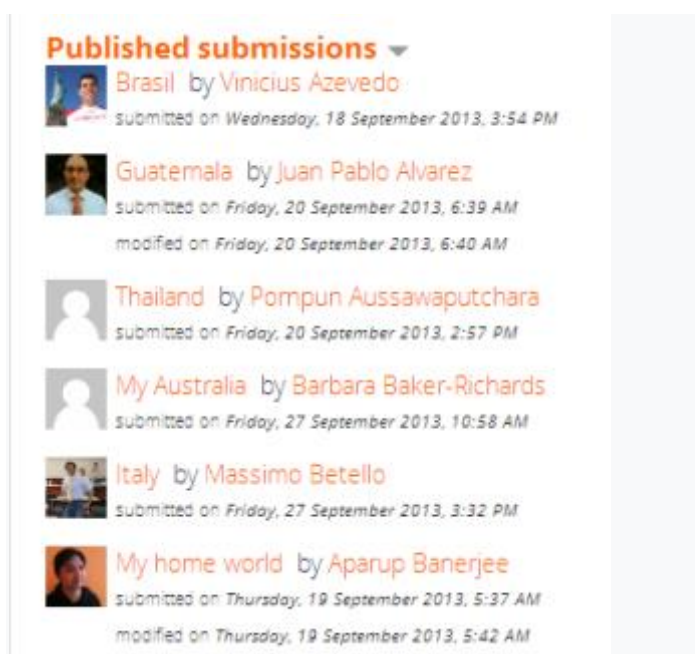 Published submissions
Brasil by Vinicius Azevedo
submitted on Wednesday, 18 September 2013, 3:54 PM
Guatemala by Juan Pablo Alvarez
submitted on Friday, 20 September 2013, 6:39 AM
modified on Friday, 20 September 2013, 6:40 AM
Thailand by Pornpun Aussawaputchara
submitted on Friday, 20 September 2013, 2:57 PM
My Australia by Barbara Baker-Richards
submitted on Friday, 27 September 2013, 10:58 AM
Italy by Massimo Betello
submitted on Friday, 27 September 2013, 3:32 PM
My home world by Aparup Banerjee
submitted on Thursday, 19 September 2013, 5:37 AM
modified on Thursday, 19 September 2013, 5:42 AM